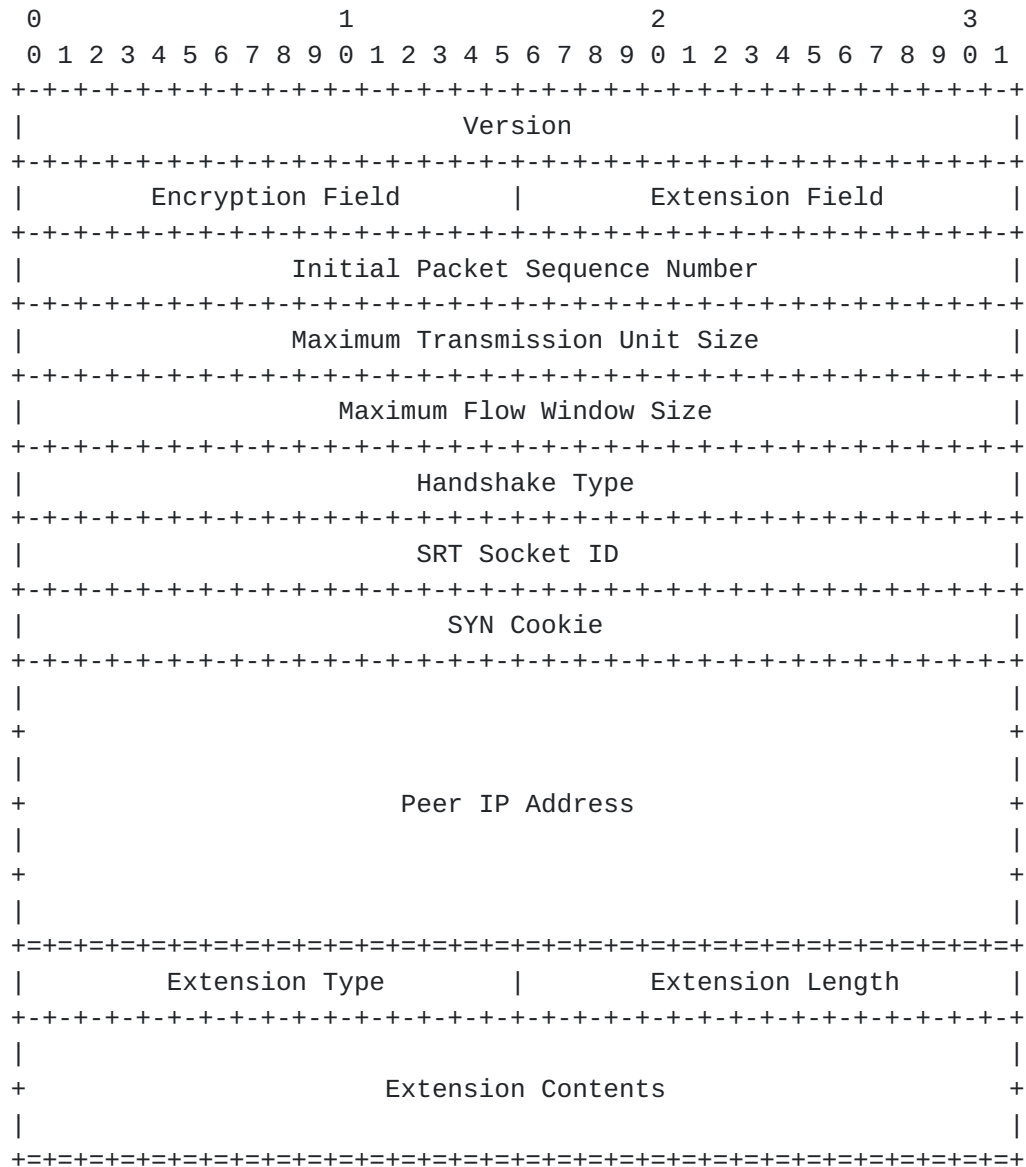 0                   1                   2                   3
 0 1 2 3 4 5 6 7 8 9 0 1 2 3 4 5 6 7 8 9 0 1 2 3 4 5 6 7 8 9 0 1
+-+-+-+-+-+-+-+-+-+-+-+-+-+-+-+-+-+-+-+-+-+-+-+-+-+-+-+-+-+-+-+-+
|                            Version                            |
+-+-+-+-+-+-+-+-+-+-+-+-+-+-+-+-+-+-+-+-+-+-+-+-+-+-+-+-+-+-+-+-+
|        Encryption Field       |        Extension Field        |
+-+-+-+-+-+-+-+-+-+-+-+-+-+-+-+-+-+-+-+-+-+-+-+-+-+-+-+-+-+-+-+-+
|                 Initial Packet Sequence Number                |
+-+-+-+-+-+-+-+-+-+-+-+-+-+-+-+-+-+-+-+-+-+-+-+-+-+-+-+-+-+-+-+-+
|                 Maximum Transmission Unit Size                |
+-+-+-+-+-+-+-+-+-+-+-+-+-+-+-+-+-+-+-+-+-+-+-+-+-+-+-+-+-+-+-+-+
|                    Maximum Flow Window Size                   |
+-+-+-+-+-+-+-+-+-+-+-+-+-+-+-+-+-+-+-+-+-+-+-+-+-+-+-+-+-+-+-+-+
|                         Handshake Type                        |
+-+-+-+-+-+-+-+-+-+-+-+-+-+-+-+-+-+-+-+-+-+-+-+-+-+-+-+-+-+-+-+-+
|                         SRT Socket ID                         |
+-+-+-+-+-+-+-+-+-+-+-+-+-+-+-+-+-+-+-+-+-+-+-+-+-+-+-+-+-+-+-+-+
|                           SYN Cookie                          |
+-+-+-+-+-+-+-+-+-+-+-+-+-+-+-+-+-+-+-+-+-+-+-+-+-+-+-+-+-+-+-+-+
|                                                               |
+                                                               +
|                                                               |
+                        Peer IP Address                        +
|                                                               |
+                                                               +
|                                                               |
+=+=+=+=+=+=+=+=+=+=+=+=+=+=+=+=+=+=+=+=+=+=+=+=+=+=+=+=+=+=+=+=+
|         Extension Type        |        Extension Length       |
+-+-+-+-+-+-+-+-+-+-+-+-+-+-+-+-+-+-+-+-+-+-+-+-+-+-+-+-+-+-+-+-+
|                                                               |
+                       Extension Contents                      +
|                                                               |
+=+=+=+=+=+=+=+=+=+=+=+=+=+=+=+=+=+=+=+=+=+=+=+=+=+=+=+=+=+=+=+=+